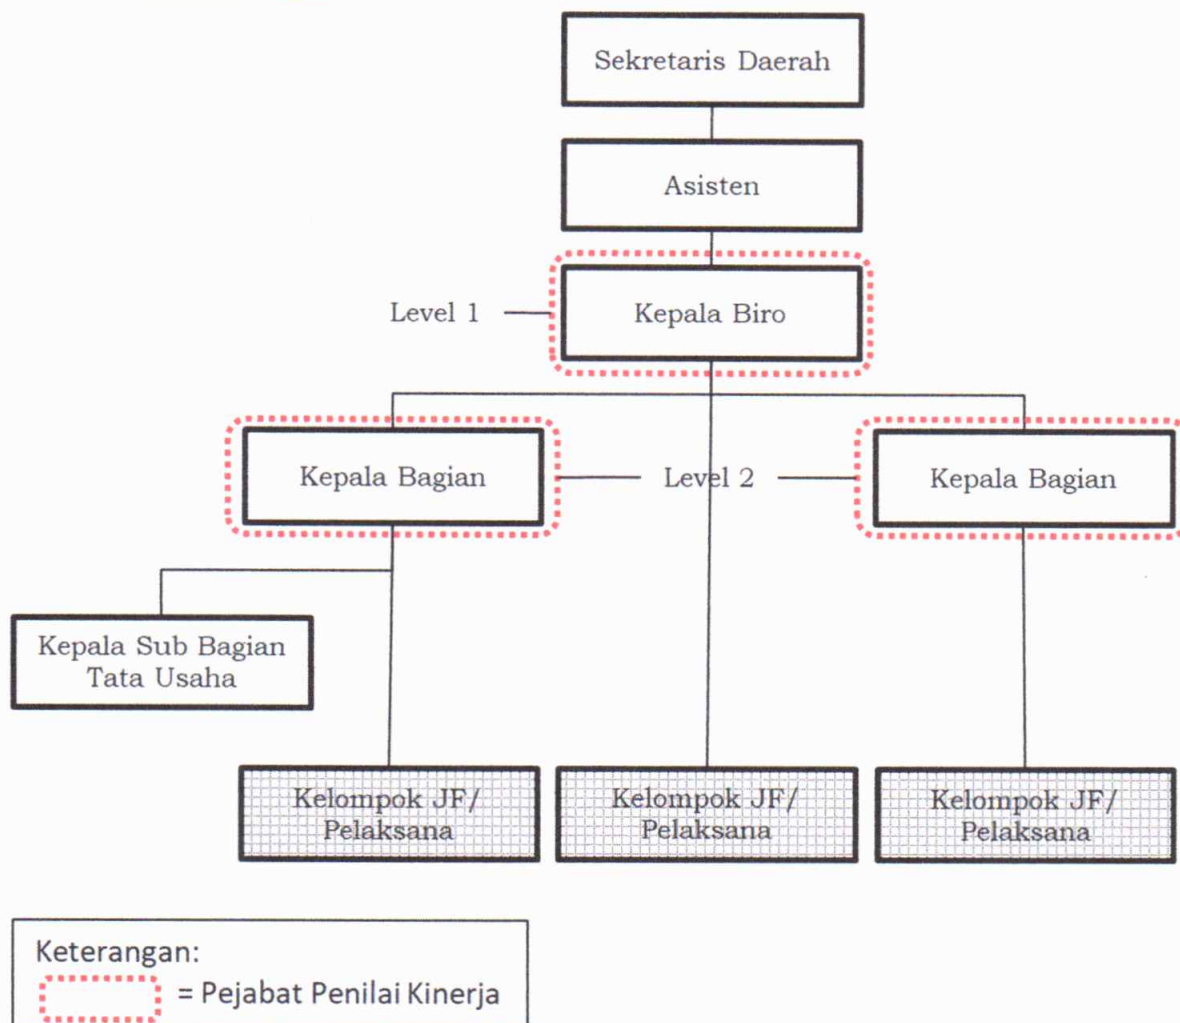 Sekretaris Daerah
Asisten
Level 1
Kepala Biro
Kepala Bagian
Level 2
Kepala Bagian
Kepala Sub Bagian
Tata Usaha
Kelompok JF/
Pelaksana
Kelompok JF/
Pelaksana
Kelompok JF/
Pelaksana
Keterangan:
= Pejabat Penilai Kinerja